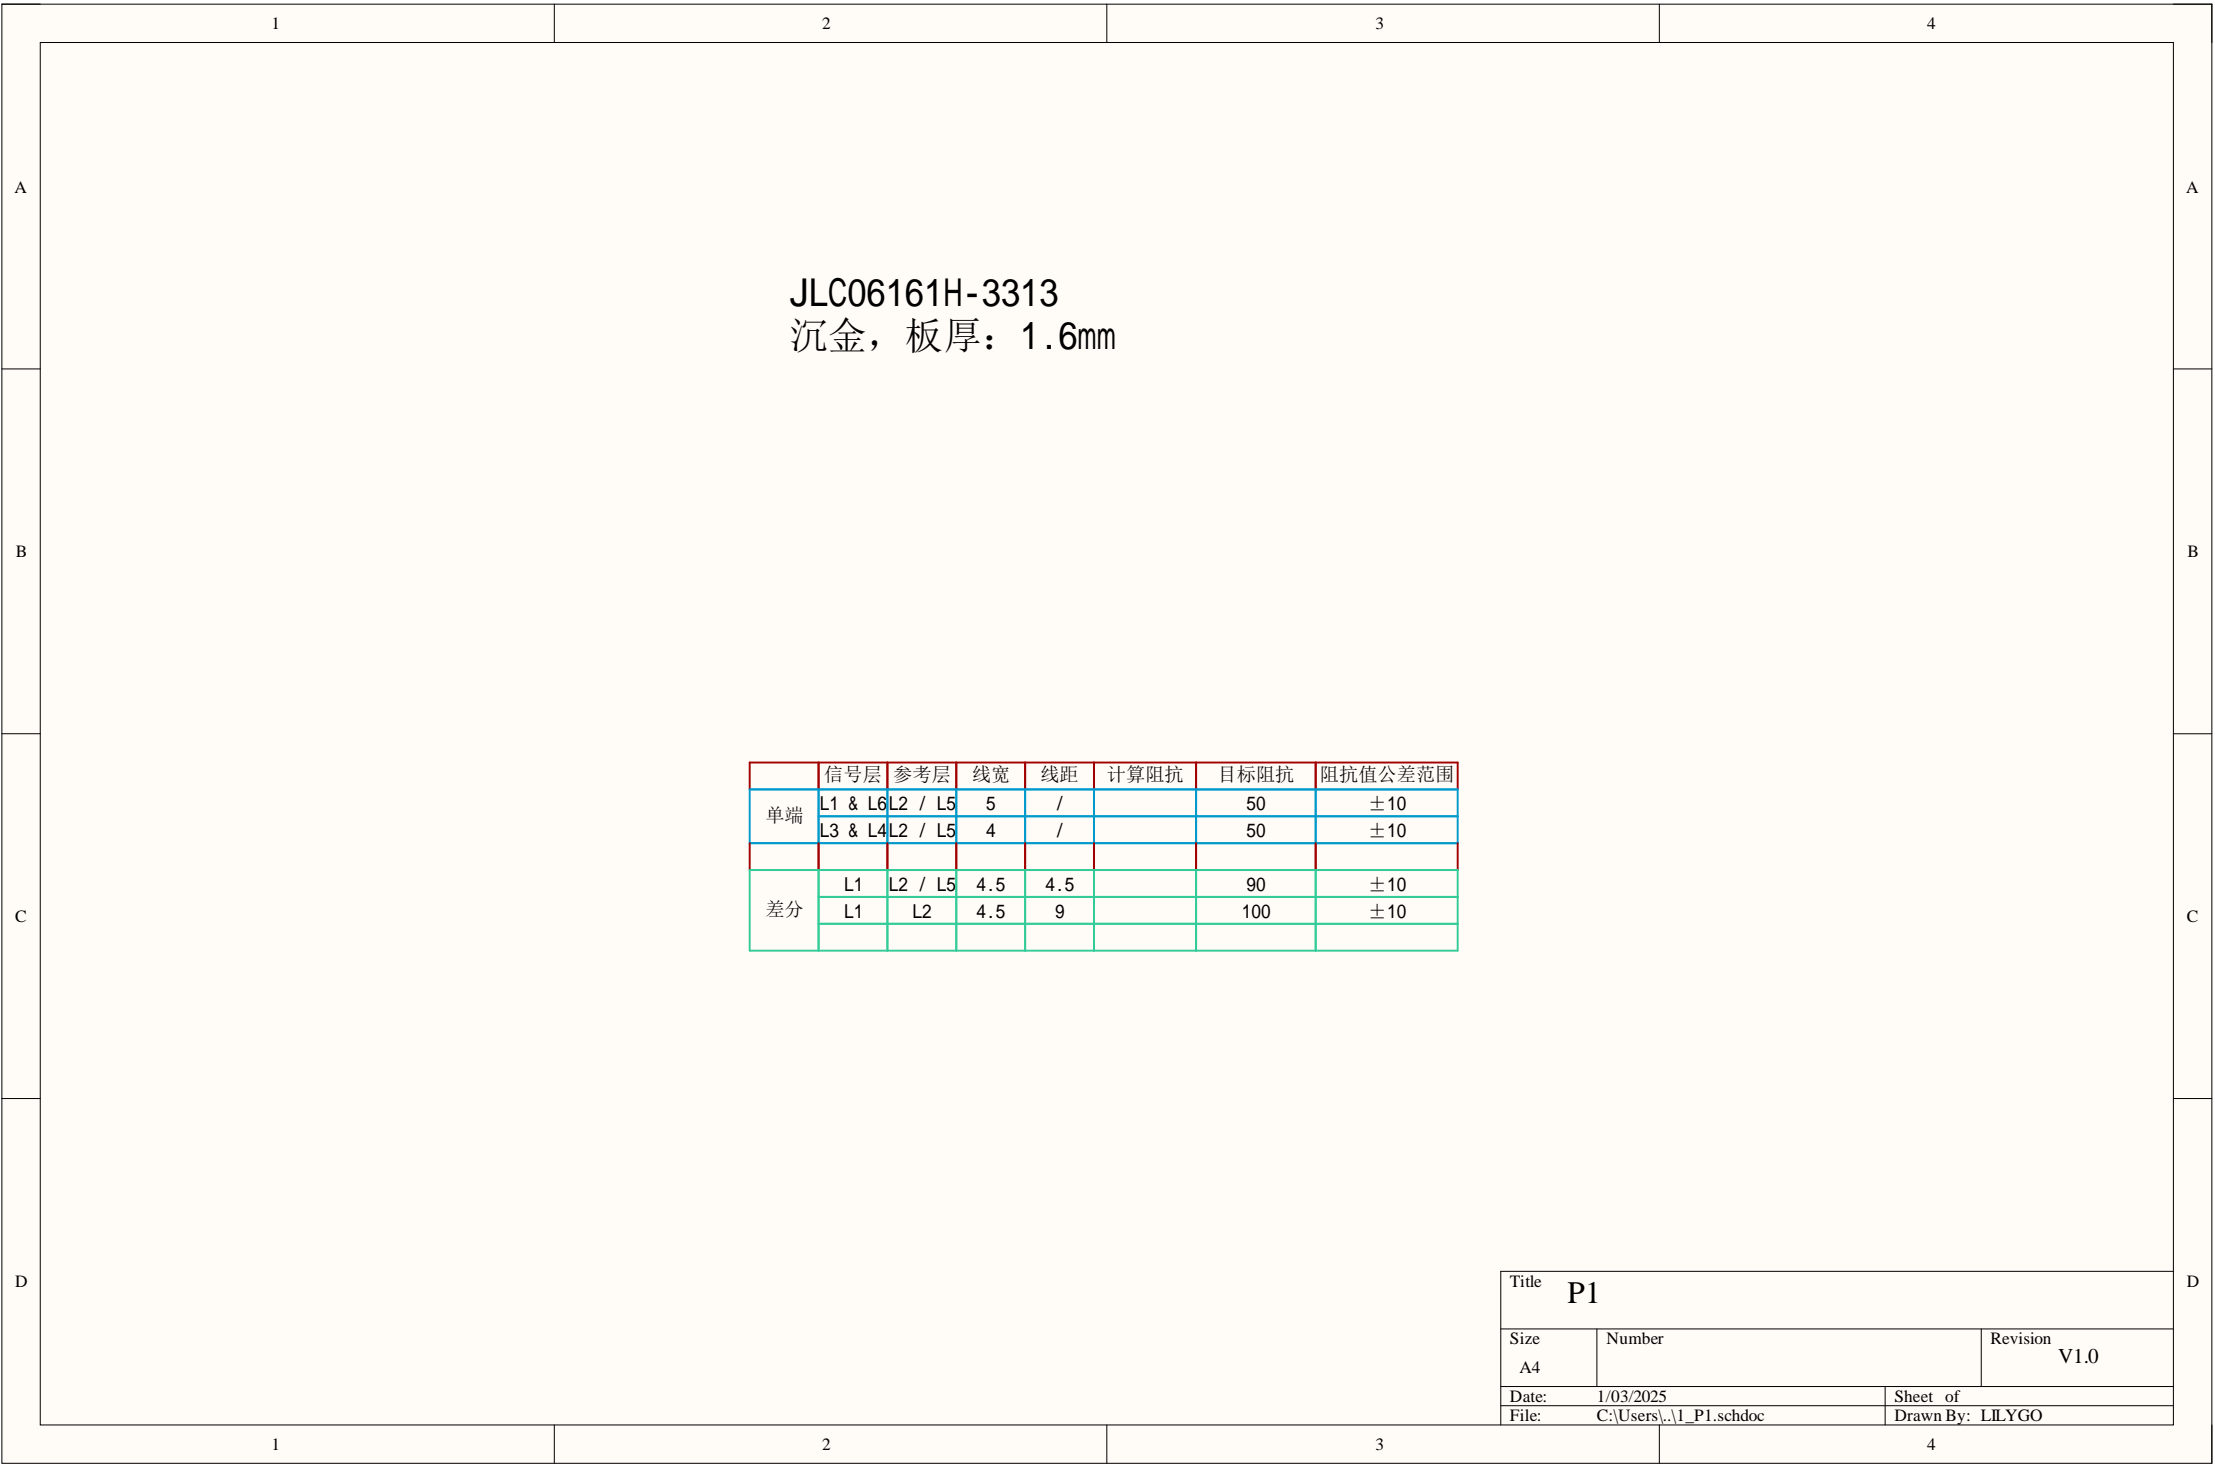 1 2 3 4
A A
JLC06161H-3313
沉金，板厚：1.6mm
B B
信号层 参考层 线宽 线距 计算阻抗 目标阻抗 阻抗值公差范围
单端 L1 & L6 L2 / L5 5 / 50 ±10
L3 & L4 L2 / L5 4 / 50 ±10
差分 L1 L2 / L5 4.5 4.5 90 ±10
L1 L2 4.5 9 100 ±10
C C
D D
Title P1
Size Number Revision
A4 V1.0
Date: 1/03/2025 Sheet of
File: C:\Users\..\1_P1.schdoc Drawn By: LILYGO
1 2 3 4